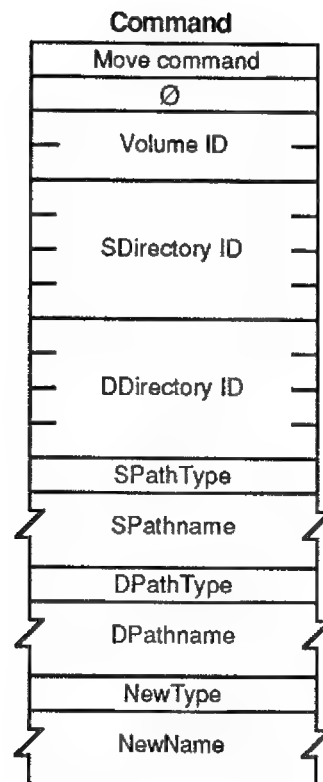 Command
Move command
Ø
Volume ID
SDirectory ID
DDirectory ID
SPathType
SPathname
DPathType
DPathname
NewType
NewName